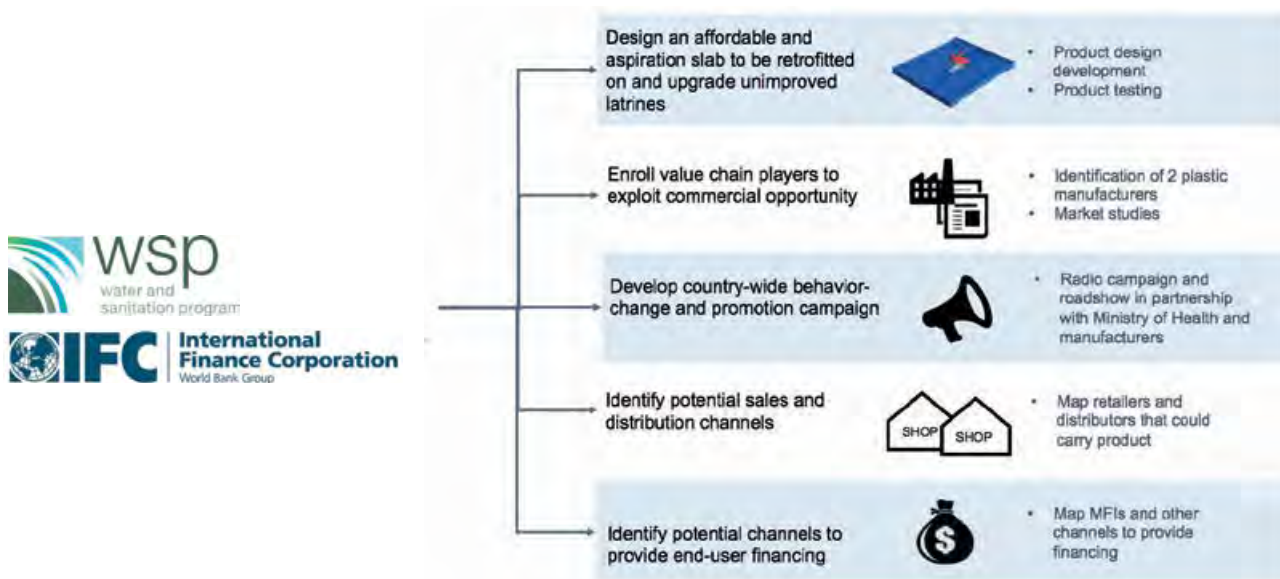 wsp
water and
sanitation program
IFC
International
Finance Corporation
World Bank Group
Design an affordable and
aspiration slab to be retrofitted
on and upgrade unimproved
latrines
• Product design
development
• Product testing
Enroll value chain players to
exploit commercial opportunity
• Identification of 2 plastic
manufacturers
• Market studies
Develop country-wide behavior-
change and promotion campaign
• Radio campaign and
roadshow in partnership
with Ministry of Health and
manufacturers
Identify potential sales and
distribution channels
SHOP
SHOP
• Map retailers and
distributors that could
carry product
Identify potential channels to
provide end-user financing
$
• Map MFIs and other
channels to provide
financing